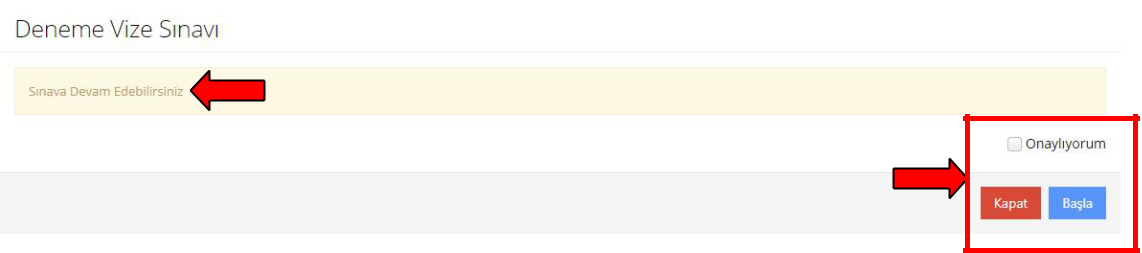 Deneme Vize Sınavı
Sınava Devam Edebilirsiniz
Onaylıyorum
Kapat Başla